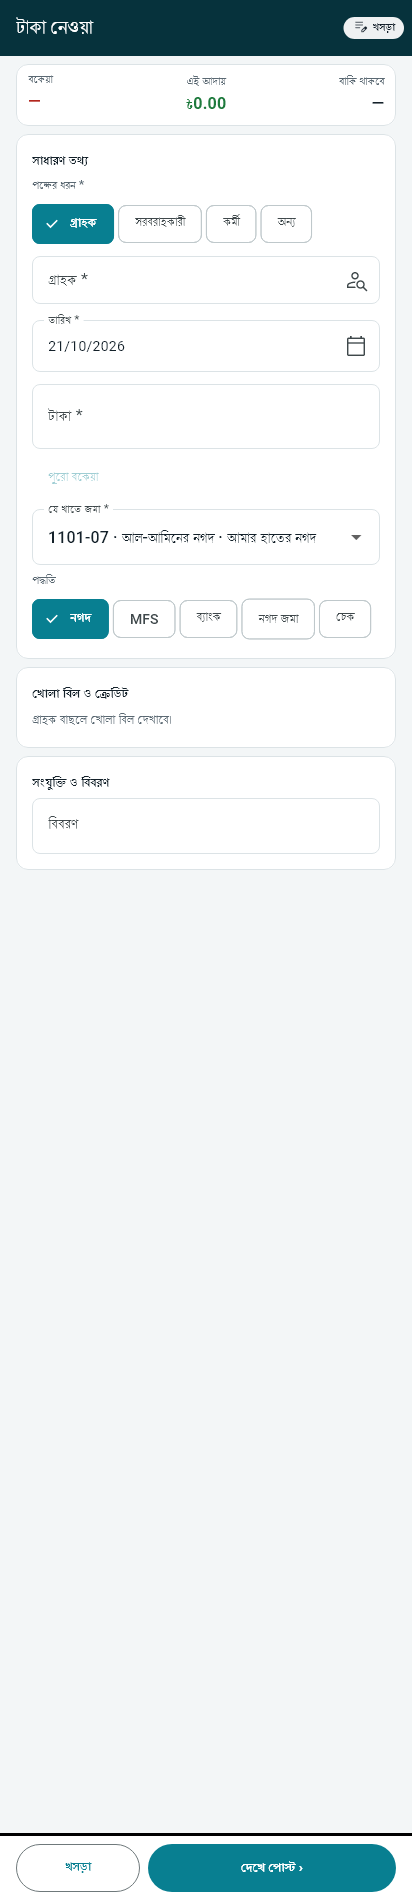 টাকা নেওয়া
খসড়া
বকেয়া এই আদায় বাকি থাকবে
— ৳0.00 —
সাধারণ তথ্য
পক্ষের ধরন *
গ্রাহক সরবরাহকারী কর্মী অন্য
গ্রাহক *
তারিখ *
21/10/2026
টাকা *
পুরো বকেয়া
যে খাতে জমা *
1101-07 · আল-আমিনের নগদ · আমার হাতের নগদ
পদ্ধতি
নগদ MFS ব্যাংক নগদ জমা চেক
খোলা বিল ও ক্রেডিট
গ্রাহক বাছলে খোলা বিল দেখাবে।
সংযুক্তি ও বিবরণ
বিবরণ
খসড়া দেখে পোস্ট ›